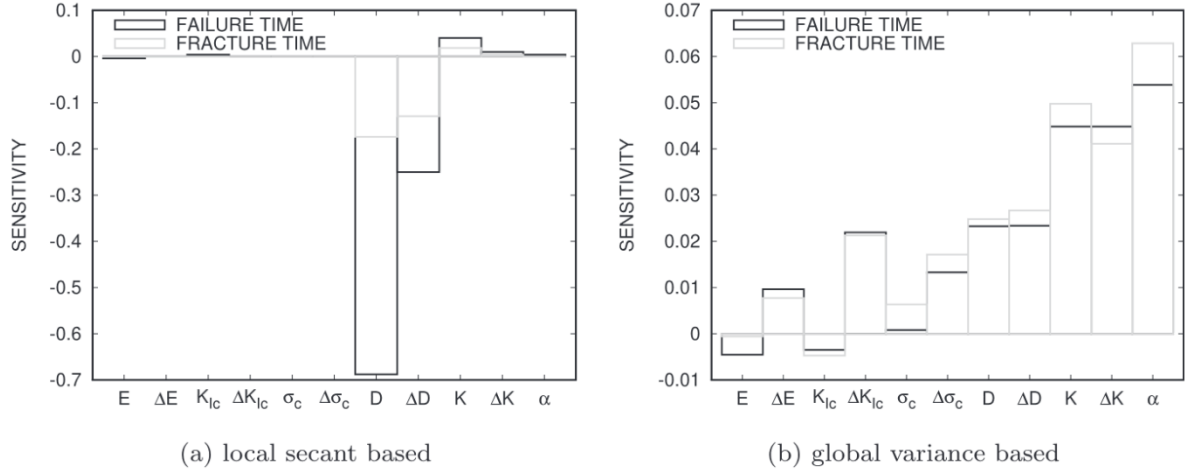 0.1
FAILURE TIME
FRACTURE TIME
0
-0.1
-0.2
-0.3
-0.4
-0.5
-0.6
-0.7
SENSITIVITY
E ΔE K_Ic ΔK_Ic σ_c Δσ_c D ΔD K ΔK α
(a) local secant based
0.07
FAILURE TIME
FRACTURE TIME
0.06
0.05
0.04
0.03
0.02
0.01
0
-0.01
SENSITIVITY
E ΔE K_Ic ΔK_Ic σ_c Δσ_c D ΔD K ΔK α
(b) global variance based